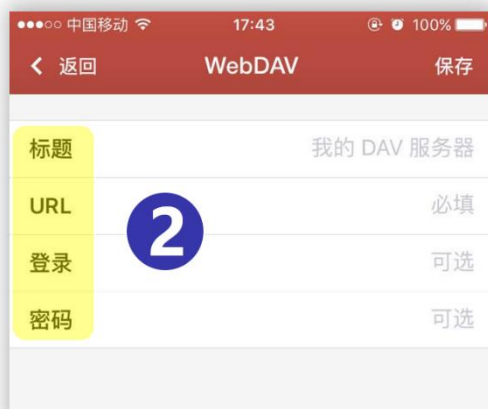 中国移动 17:43 100%
返回 WebDAV 保存
标题 我的 DAV 服务器
URL 必填
2
登录 可选
密码 可选